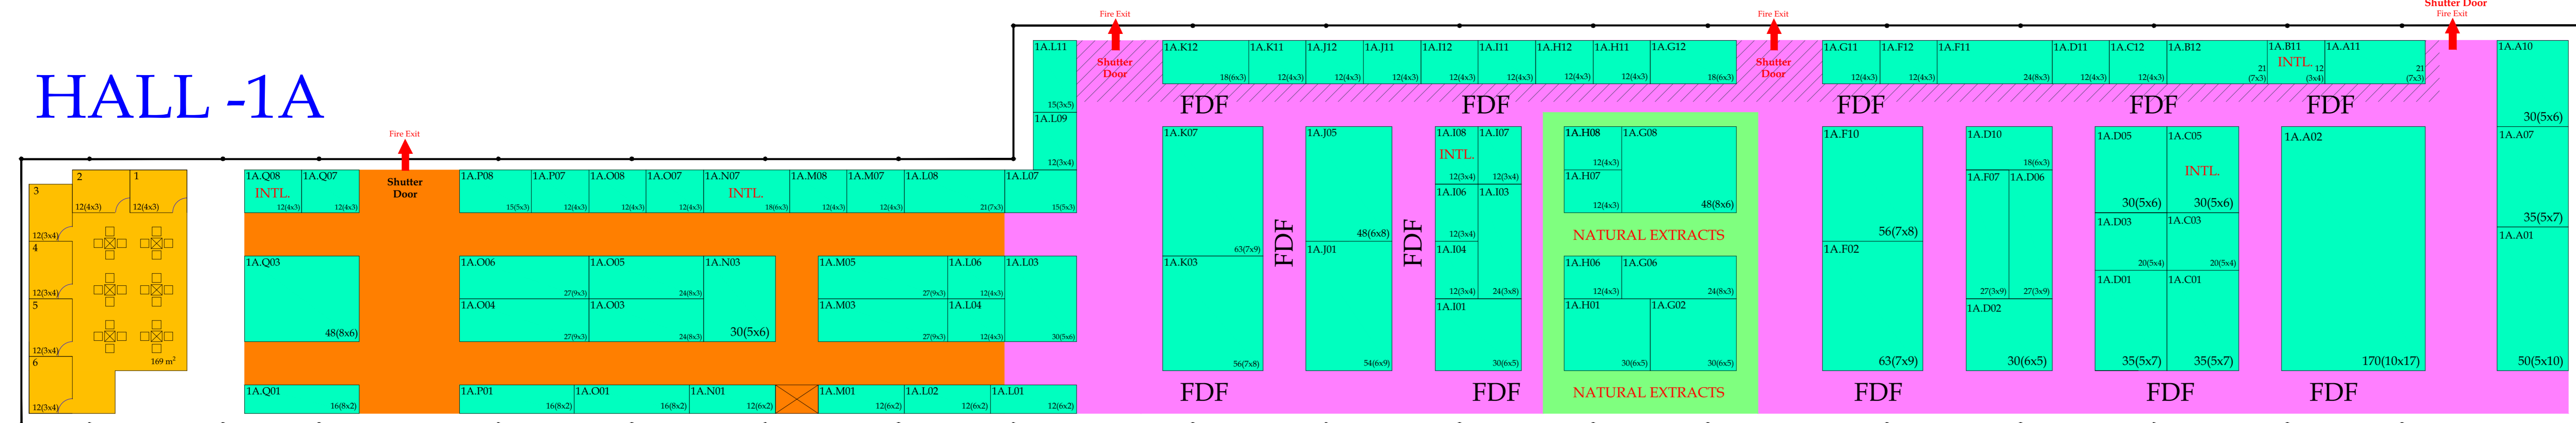 Shutter Door
Fire Exit
Fire Exit
Fire Exit
HALL -1A
Fire Exit
1A.L11
15(3x5)
1A.L09
12(3x4)
Shutter
Door
1A.K12
18(6x3)
1A.K11
12(4x3)
1A.J12
12(4x3)
1A.J11
12(4x3)
1A.I12
12(4x3)
1A.I11
12(4x3)
1A.H12
12(4x3)
1A.H11
12(4x3)
1A.G12
18(6x3)
Shutter
Door
1A.G11
12(4x3)
1A.F12
12(4x3)
1A.F11
24(8x3)
1A.D11
12(4x3)
1A.C12
12(4x3)
1A.B12
21
(7x3)
1A.B11
INTL.
12
(3x4)
1A.A11
21
(7x3)
1A.A10
30(5x6)
1A.A07
35(5x7)
1A.A01
50(5x10)
FDF
FDF
FDF
FDF
FDF
3
12(3x4)
2
12(4x3)
1
12(4x3)
4
12(3x4)
5
12(3x4)
6
12(3x4)
169 m²
1A.Q08
INTL.
12(4x3)
1A.Q07
12(4x3)
Shutter
Door
1A.P08
15(5x3)
1A.P07
12(4x3)
1A.O08
12(4x3)
1A.O07
12(4x3)
1A.N07
INTL.
18(6x3)
1A.M08
12(4x3)
1A.M07
12(4x3)
1A.L08
21(7x3)
1A.L07
15(5x3)
1A.Q03
48(8x6)
1A.O06
27(9x3)
1A.O05
24(8x3)
1A.N03
30(5x6)
1A.O04
27(9x3)
1A.O03
24(8x3)
1A.M05
27(9x3)
1A.L06
12(4x3)
1A.L03
30(5x6)
1A.M03
27(9x3)
1A.L04
12(4x3)
1A.Q01
16(8x2)
1A.P01
16(8x2)
1A.O01
16(8x2)
1A.N01
12(6x2)
1A.M01
12(6x2)
1A.L02
12(6x2)
1A.L01
12(6x2)
1A.K07
63(7x9)
1A.K03
56(7x8)
FDF
1A.J05
48(6x8)
1A.J01
54(6x9)
FDF
1A.I08
INTL.
12(3x4)
1A.I07
12(3x4)
1A.I06
12(3x4)
1A.I03
24(3x8)
1A.I04
12(3x4)
1A.I01
30(6x5)
1A.H08
12(4x3)
1A.G08
48(8x6)
1A.H07
12(4x3)
NATURAL EXTRACTS
1A.H06
12(4x3)
1A.G06
24(8x3)
1A.H01
30(6x5)
1A.G02
30(6x5)
NATURAL EXTRACTS
1A.F10
56(7x8)
1A.F02
63(7x9)
1A.D10
18(6x3)
1A.F07
27(3x9)
1A.D06
27(3x9)
1A.D02
30(6x5)
1A.D05
30(5x6)
1A.C05
INTL.
30(5x6)
1A.D03
20(5x4)
1A.C03
20(5x4)
1A.D01
35(5x7)
1A.C01
35(5x7)
1A.A02
170(10x17)
FDF
FDF
FDF
FDF
FDF